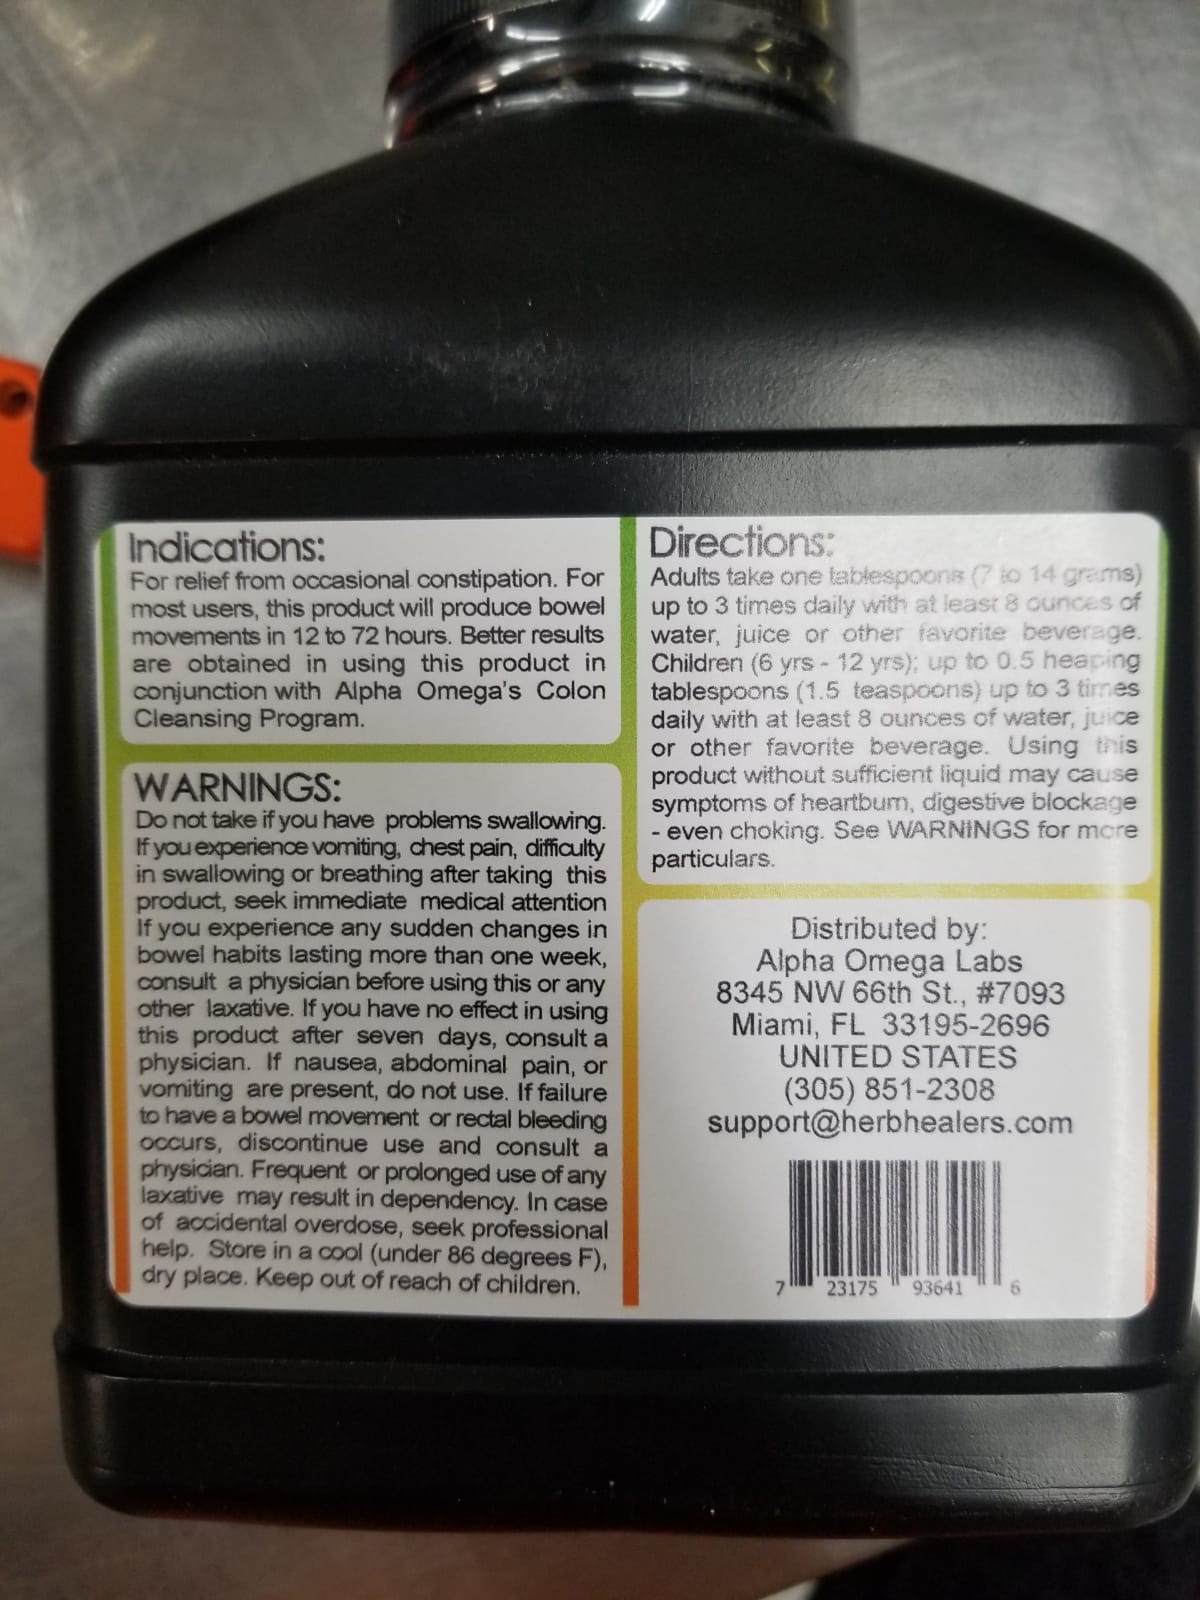 Indications:
For relief from occasional constipation. For
most users, this product will produce bowel
movements in 12 to 72 hours. Better results
are obtained in using this product in
conjunction with Alpha Omega's Colon
Cleansing Program.
WARNINGS:
Do not take if you have problems swallowing.
If you experience vomiting, chest pain, difficulty
in swallowing or breathing after taking this
product, seek immediate medical attention
If you experience any sudden changes in
bowel habits lasting more than one week,
consult a physician before using this or any
other laxative. If you have no effect in using
this product after seven days, consult a
physician. If nausea, abdominal pain, or
vomiting are present, do not use. If failure
to have a bowel movement or rectal bleeding
occurs, discontinue use and consult a
physician. Frequent or prolonged use of any
laxative may result in dependency. In case
of accidental overdose, seek professional
help. Store in a cool (under 86 degrees F),
dry place. Keep out of reach of children.
Directions:
Adults take one tablespoons (7 to 14 grams)
up to 3 times daily with at least 8 ounces of
water, juice or other favorite beverage.
Children (6 yrs - 12 yrs); up to 0.5 heaping
tablespoons (1.5 teaspoons) up to 3 times
daily with at least 8 ounces of water, juice
or other favorite beverage. Using this
product without sufficient liquid may cause
symptoms of heartburn, digestive blockage
- even choking. See WARNINGS for more
particulars.
Distributed by:
Alpha Omega Labs
8345 NW 66th St., #7093
Miami, FL 33195-2696
UNITED STATES
(305) 851-2308
support@herbhealers.com
7 23175 93641 6